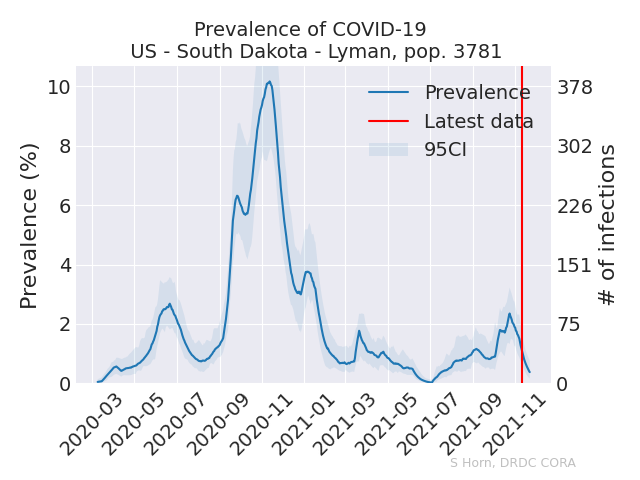 Prevalence of COVID-19
US - South Dakota - Lyman, pop. 3781
Prevalence (%)
10
8
6
4
2
0
378
302
226
151
75
0
# of infections
Prevalence
Latest data
95CI
2020-03
2020-05
2020-07
2020-09
2020-11
2021-01
2021-03
2021-05
2021-07
2021-09
2021-11
S Horn, DRDC CORA